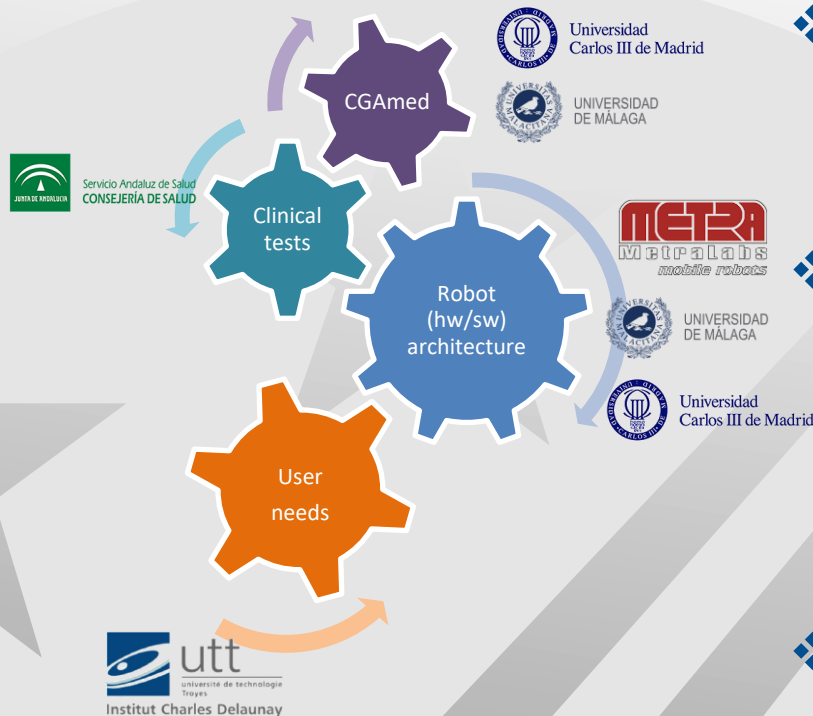 CGAmed
Universidad
Carlos III de Madrid
UNIVERSIDAD
DE MÁLAGA
JUNTA DE ANDALUCIA
Servicio Andaluz de Salud
CONSEJERÍA DE SALUD
Clinical
tests
METRA
MetraLabs
mobile robots
Robot
(hw/sw)
architecture
UNIVERSIDAD
DE MÁLAGA
Universidad
Carlos III de Madrid
User
needs
utt
université de technologie
Troyes
Institut Charles Delaunay